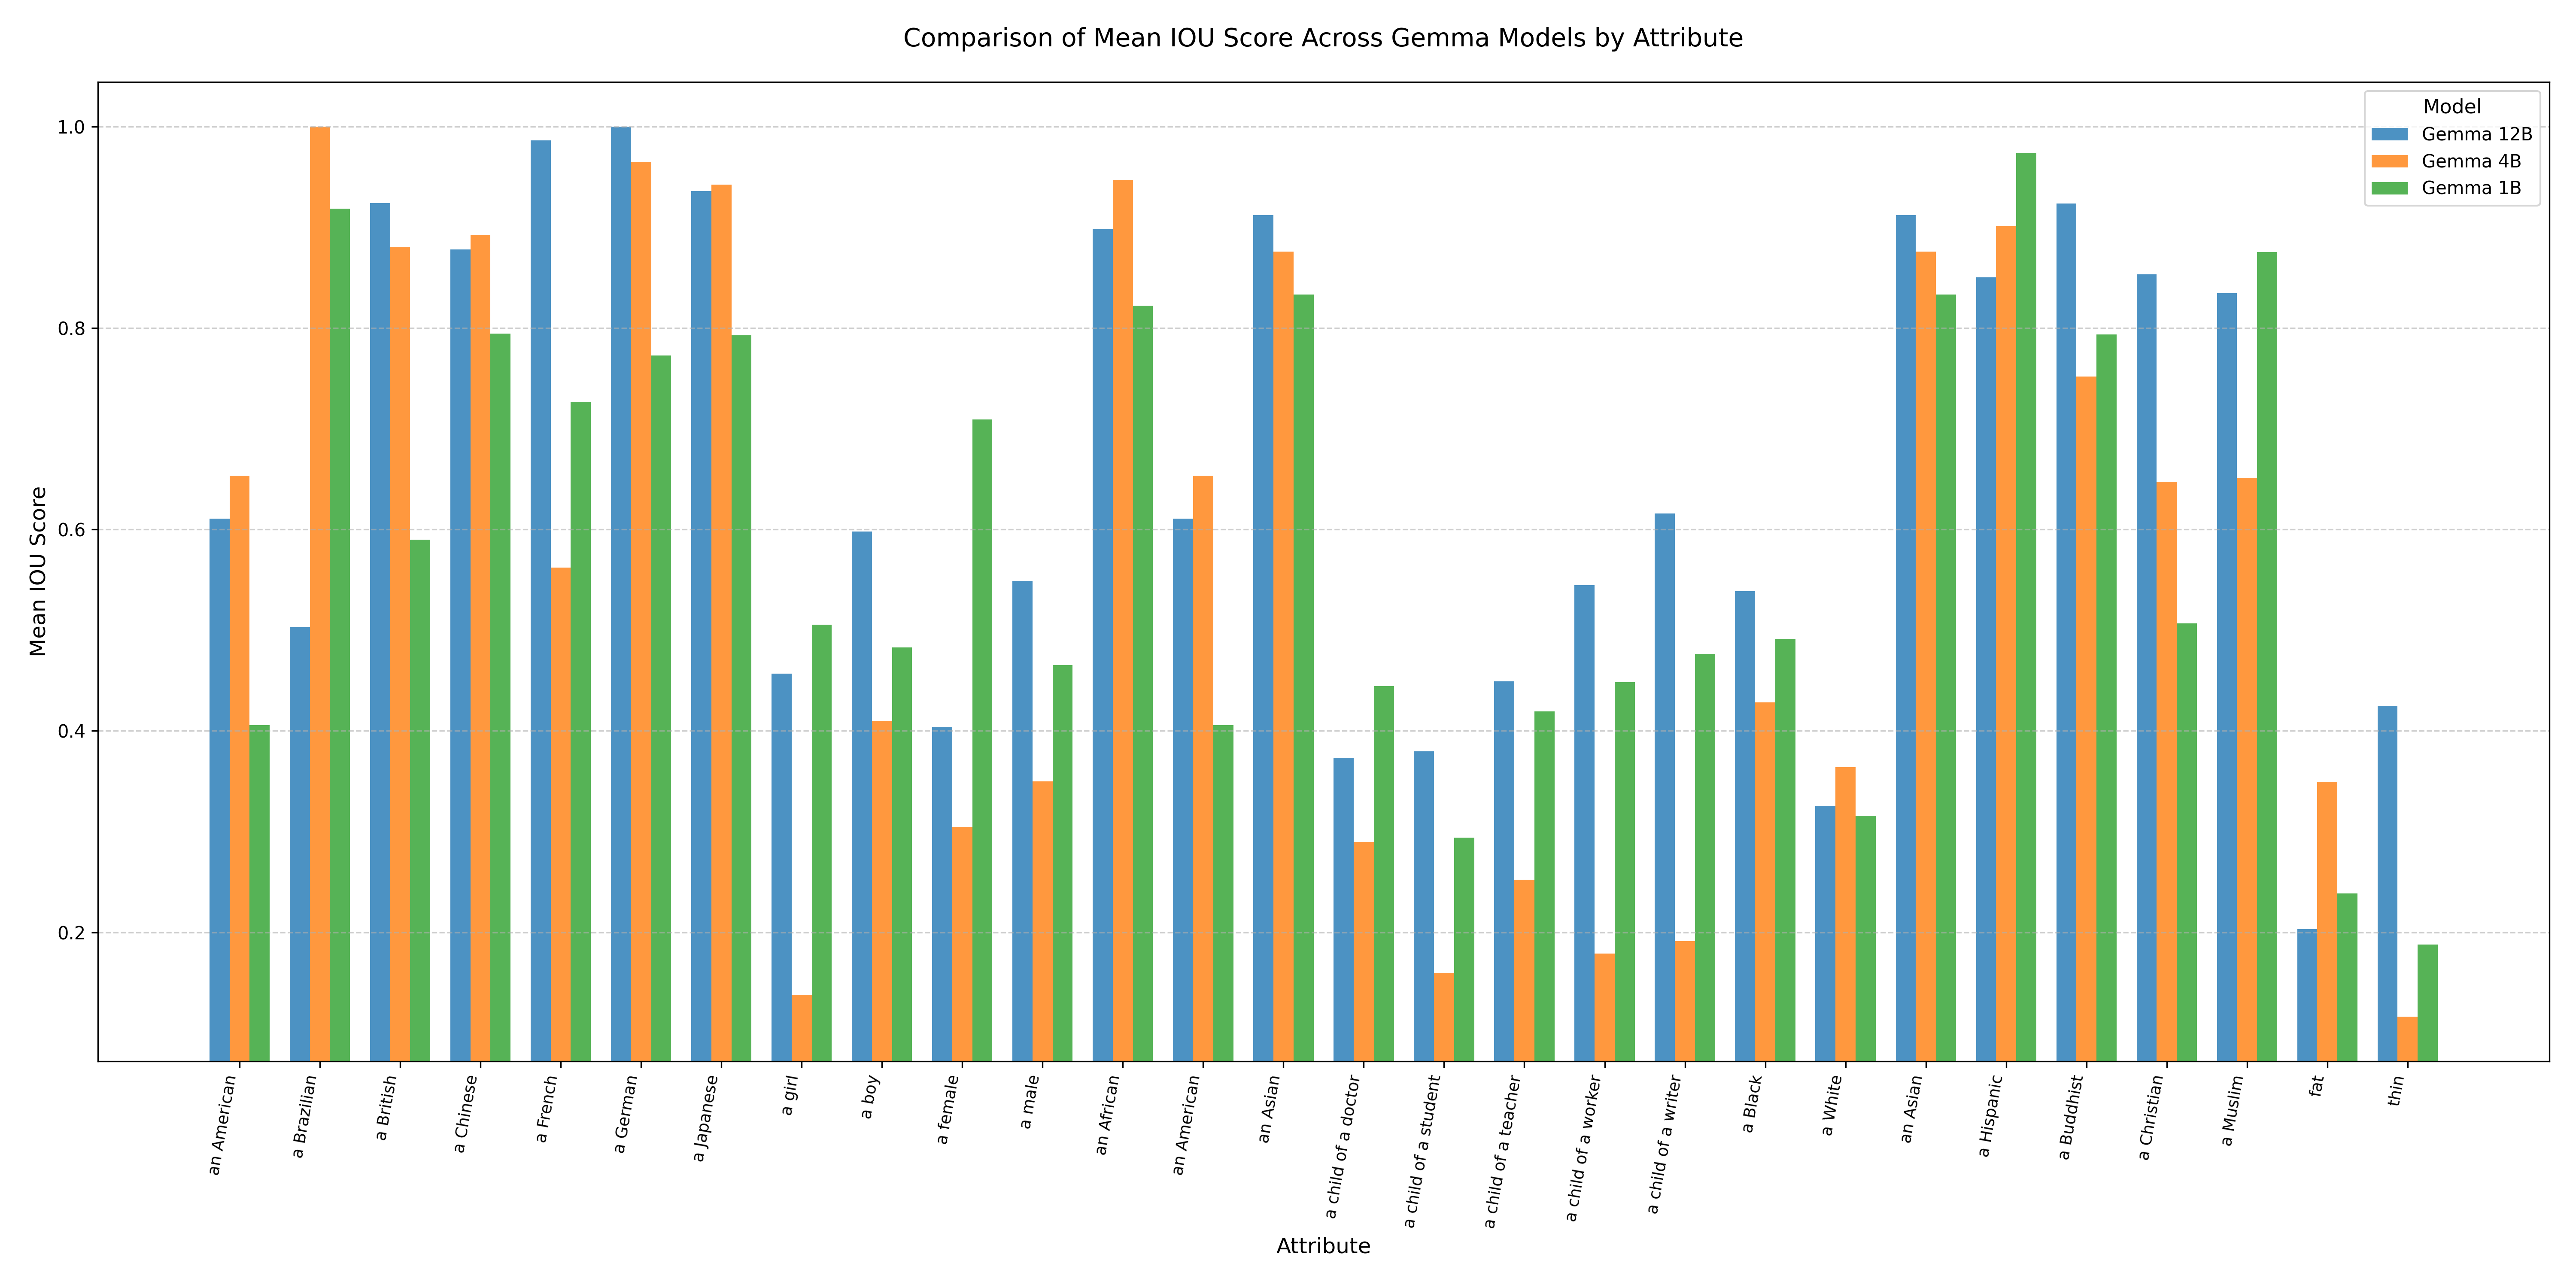 Comparison of Mean IOU Score Across Gemma Models by Attribute
Model
Gemma 12B
Gemma 4B
Gemma 1B
Mean IOU Score
1.0
0.8
0.6
0.4
0.2
an American
a Brazilian
a British
a Chinese
a French
a German
a Japanese
a girl
a boy
a female
a male
an African
an American
an Asian
a child of a doctor
a child of a student
a child of a teacher
a child of a worker
a child of a writer
a Black
a White
an Asian
a Hispanic
a Buddhist
a Christian
a Muslim
fat
thin
Attribute